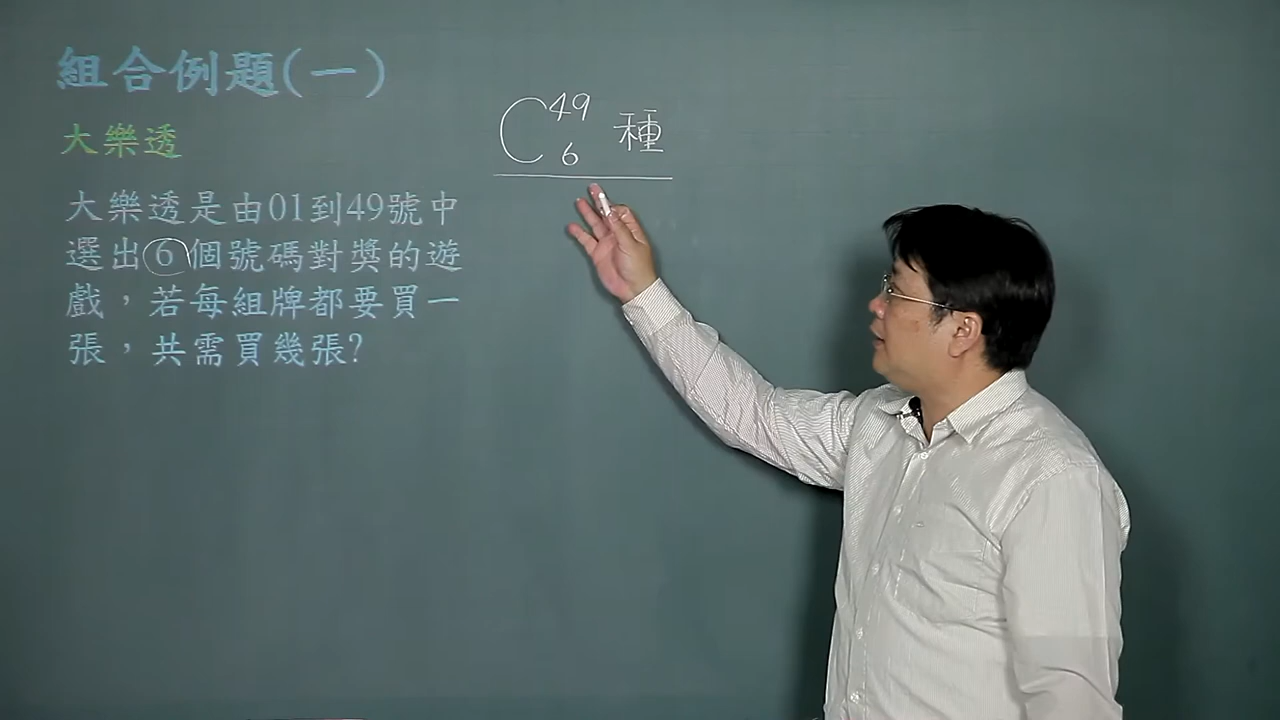 組合例題(一)
大樂透
大樂透是由01到49號中
選出6個號碼對獎的遊
戲，若每組牌都要買一
張，共需買幾張?
C 49 6 種